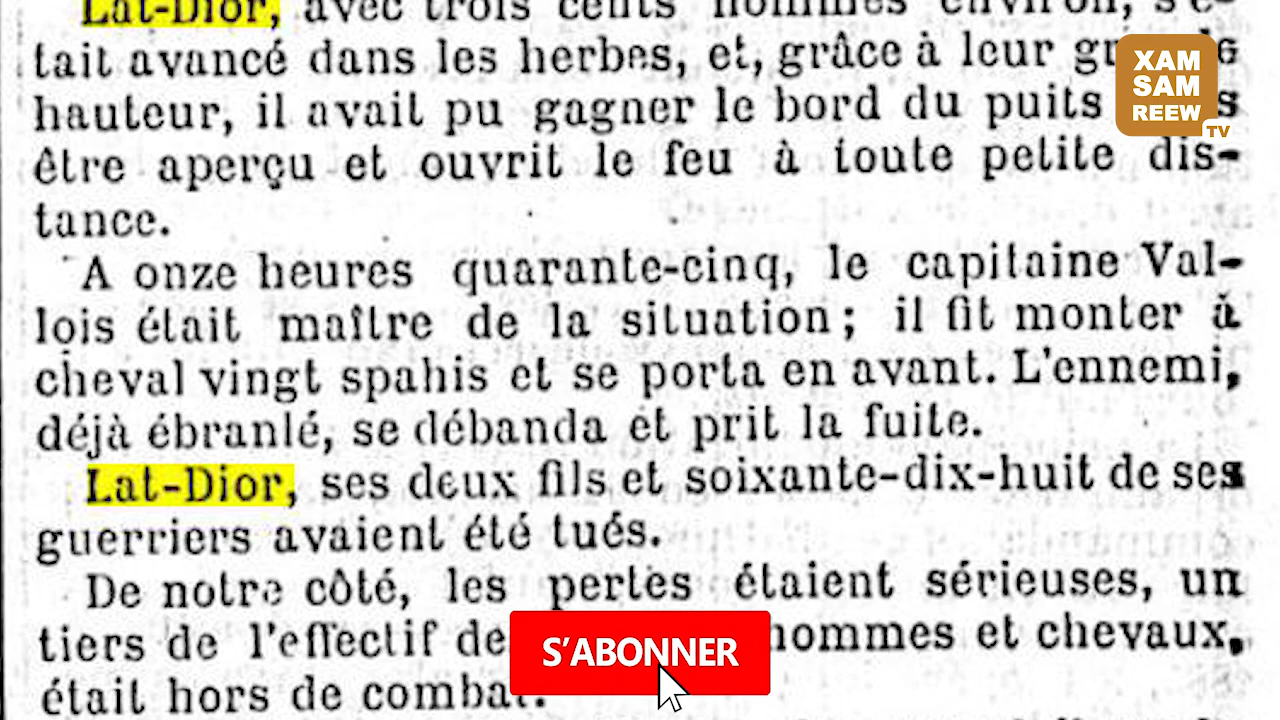 Lat-Dior, avec trois cents hommes environ, s'é-
tait avancé dans les herbes, et, grâce à leur
hauteur, il avait pu gagner le bord du puits
être aperçu et ouvrit le feu à toute petite dis-
tance.
A onze heures quarante-cinq, le capitaine Val-
lois était maître de la situation ; il fit monter à
cheval vingt spahis et se porta en avant. L'ennemi,
déjà ébranlé, se débanda et prit la fuite.
Lat-Dior, ses deux fils et soixante-dix-huit de ses
guerriers avaient été tués.
De notre côté, les pertes étaient sérieuses, un
tiers de l'effectif de hommes et chevaux,
était hors de combat.
XAM
SAM
REEW
TV
S'ABONNER